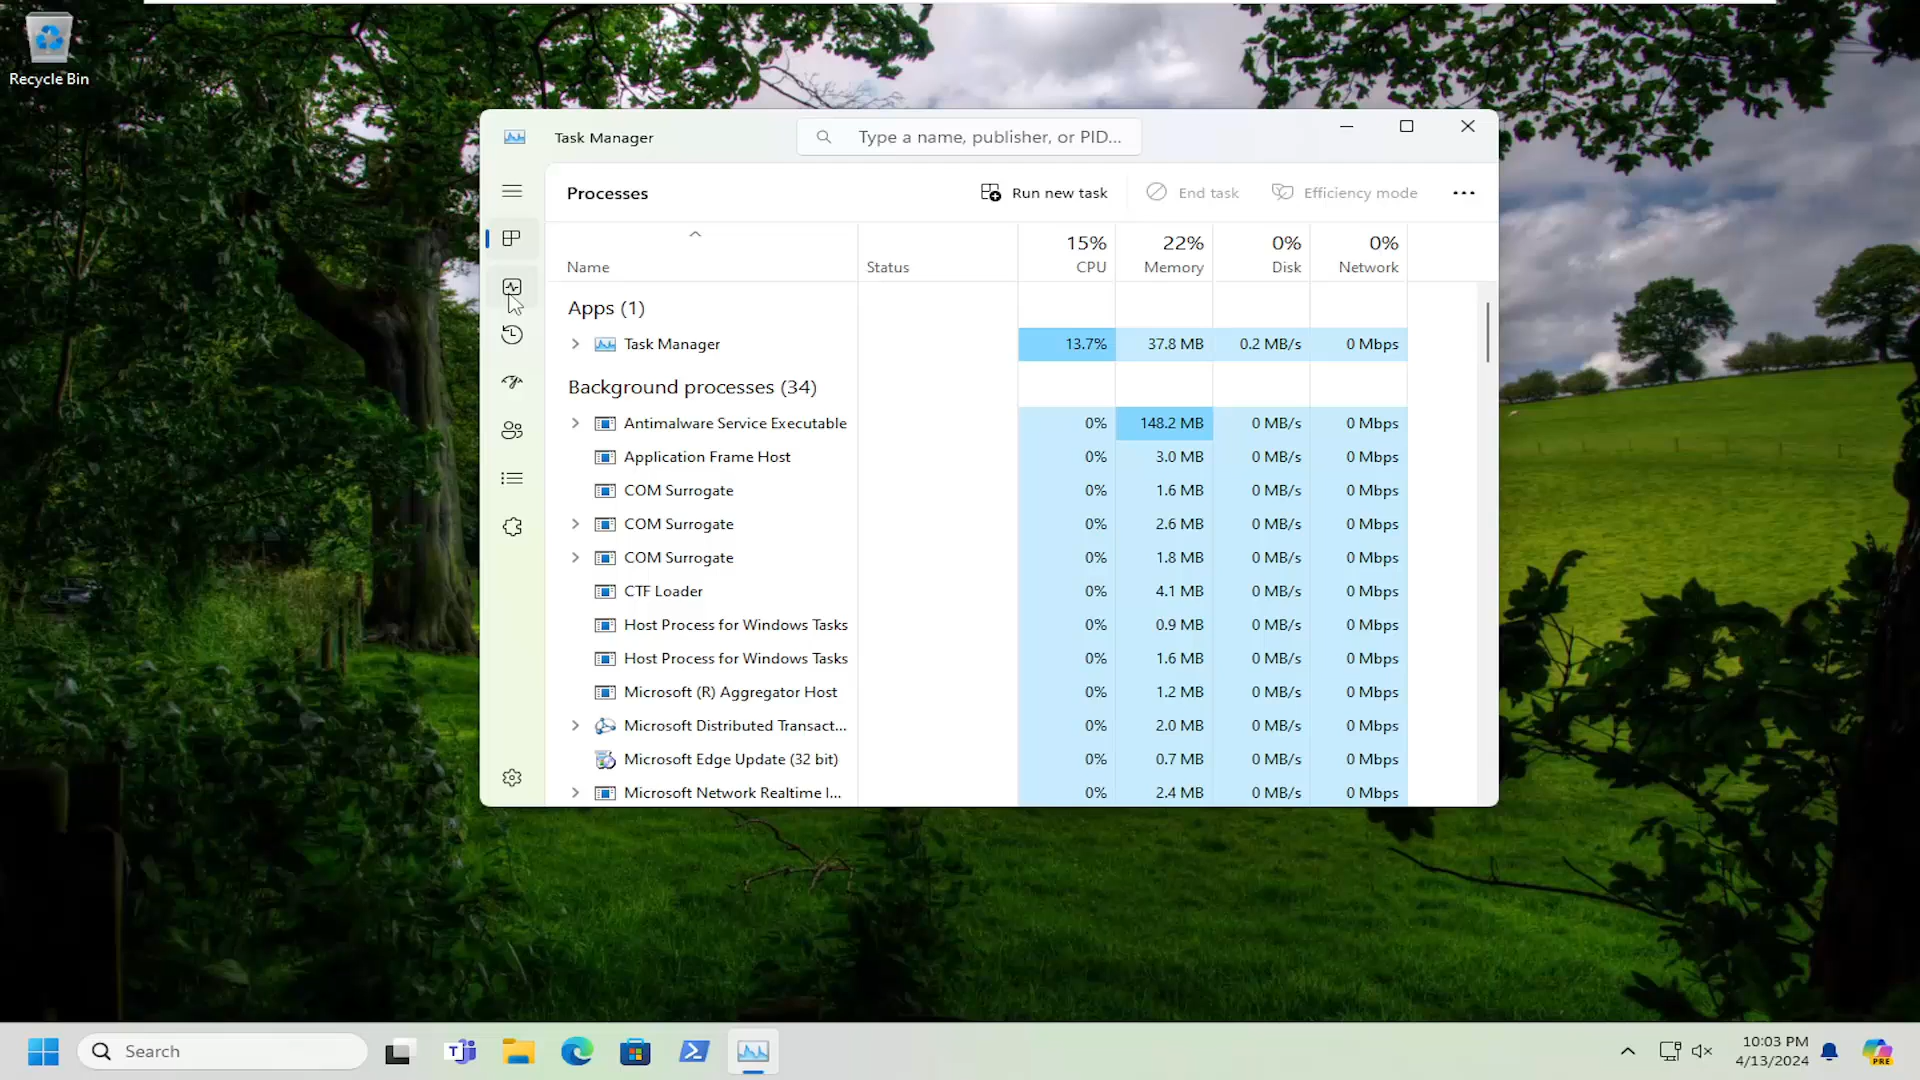 Recycle Bin
Task Manager
Type a name, publisher, or PID...
Processes
Run new task
End task
Efficiency mode
Name
Status
15%
CPU
22%
Memory
0%
Disk
0%
Network
Apps (1)
Task Manager 13.7% 37.8 MB 0.2 MB/s 0 Mbps
Background processes (34)
Antimalware Service Executable 0% 148.2 MB 0 MB/s 0 Mbps
Application Frame Host 0% 3.0 MB 0 MB/s 0 Mbps
COM Surrogate 0% 1.6 MB 0 MB/s 0 Mbps
COM Surrogate 0% 2.6 MB 0 MB/s 0 Mbps
COM Surrogate 0% 1.8 MB 0 MB/s 0 Mbps
CTF Loader 0% 4.1 MB 0 MB/s 0 Mbps
Host Process for Windows Tasks 0% 0.9 MB 0 MB/s 0 Mbps
Host Process for Windows Tasks 0% 1.6 MB 0 MB/s 0 Mbps
Microsoft (R) Aggregator Host 0% 1.2 MB 0 MB/s 0 Mbps
Microsoft Distributed Transact... 0% 2.0 MB 0 MB/s 0 Mbps
Microsoft Edge Update (32 bit) 0% 0.7 MB 0 MB/s 0 Mbps
Microsoft Network Realtime I... 0% 2.4 MB 0 MB/s 0 Mbps
Search
T
10:03 PM
4/13/2024
PRE